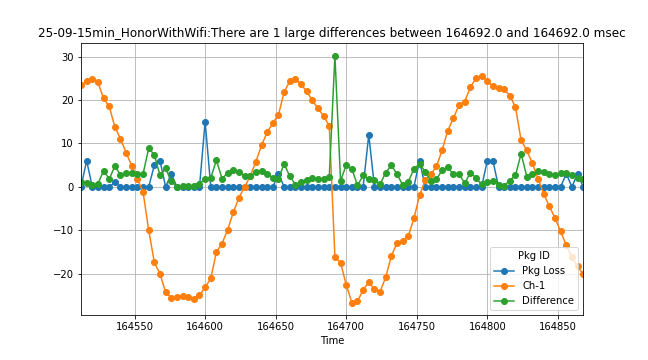 25-09-15min_HonorWithWifi:There are 1 large differences between 164692.0 and 164692.0 msec
30
20
10
0
−10
−20
164550 164600 164650 164700 164750 164800 164850
Time
Pkg ID
Pkg Loss
Ch-1
Difference